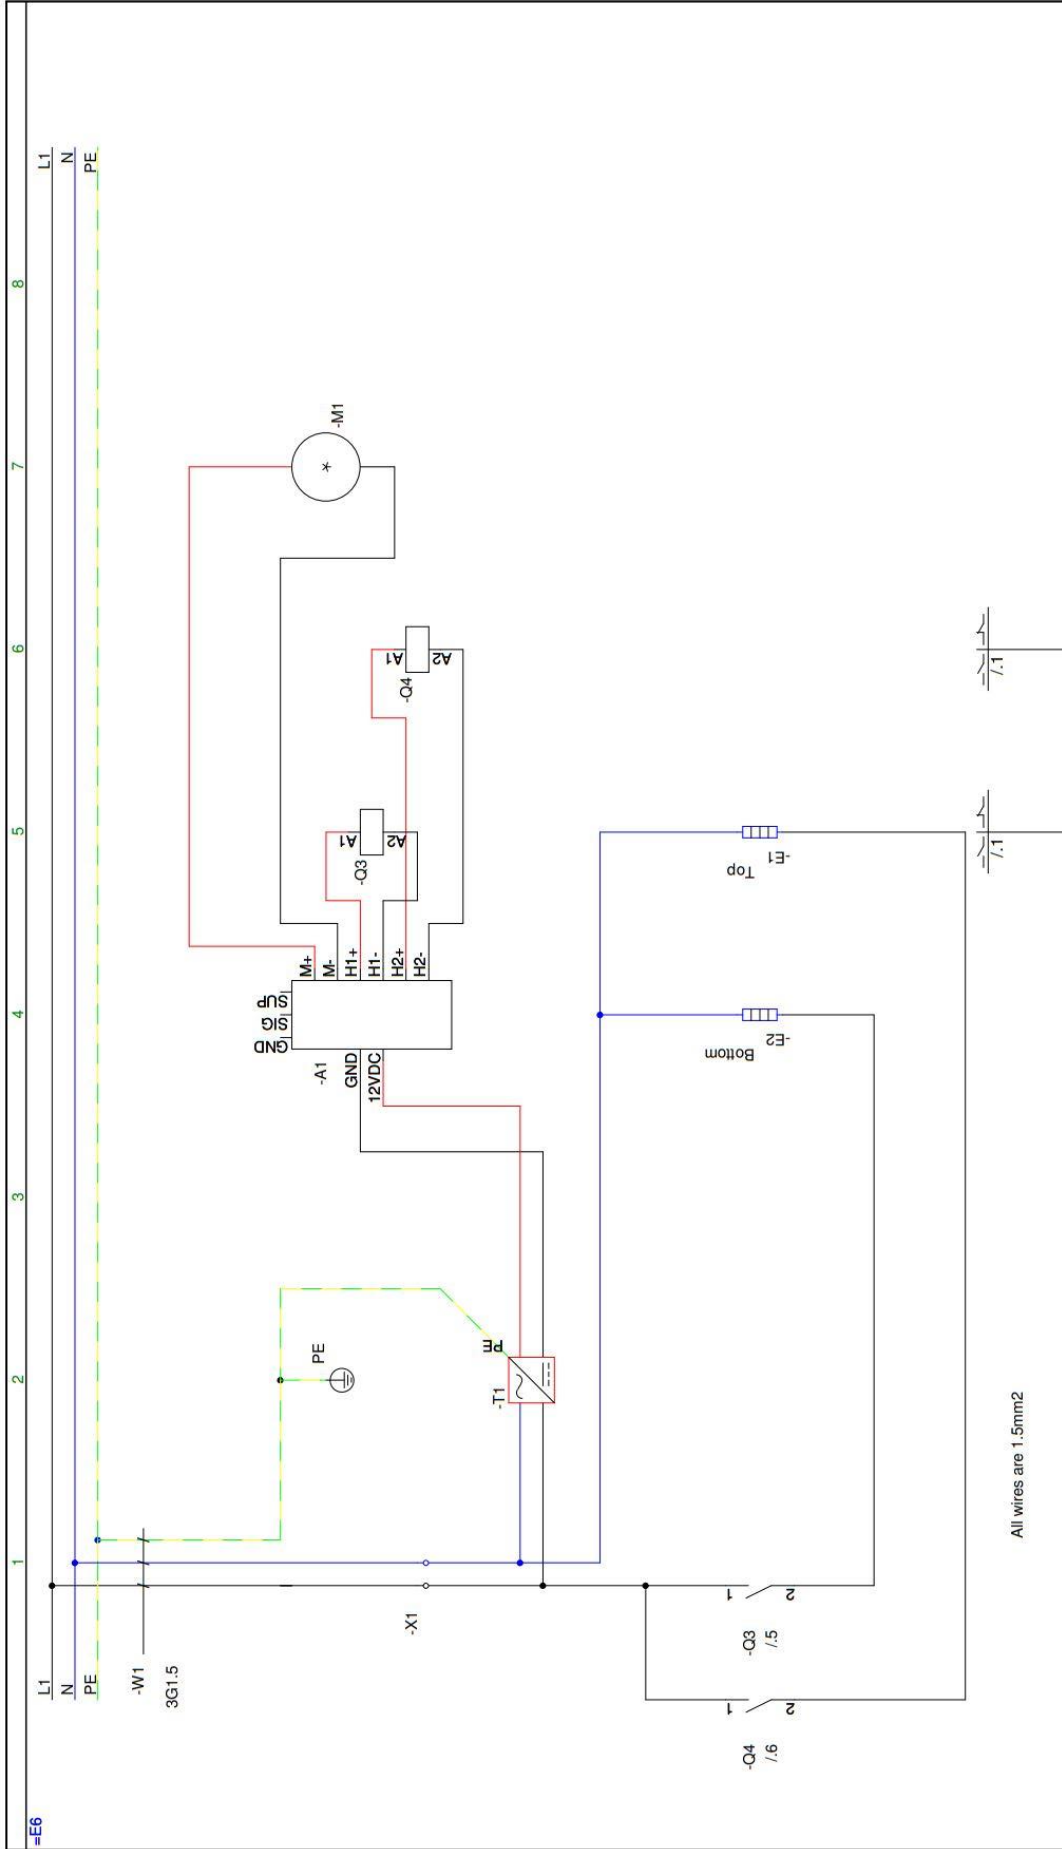 =E6
1
2
3
4
5
6
7
8
L1
L1
N
N
PE
PE
-W1
3G1.5
PE
-X1
-T1
PE
-A1
GND
SIG
SUP
GND
12VDC
M+
M-
H1+
H1-
H2+
H2-
-Q3
A1
A2
-Q4
A1
A2
-M1
-Q4
/.6
1
2
-Q3
/.5
1
2
Bottom
-E2
Top
-E1
/.1
/.1
All wires are 1.5mm2